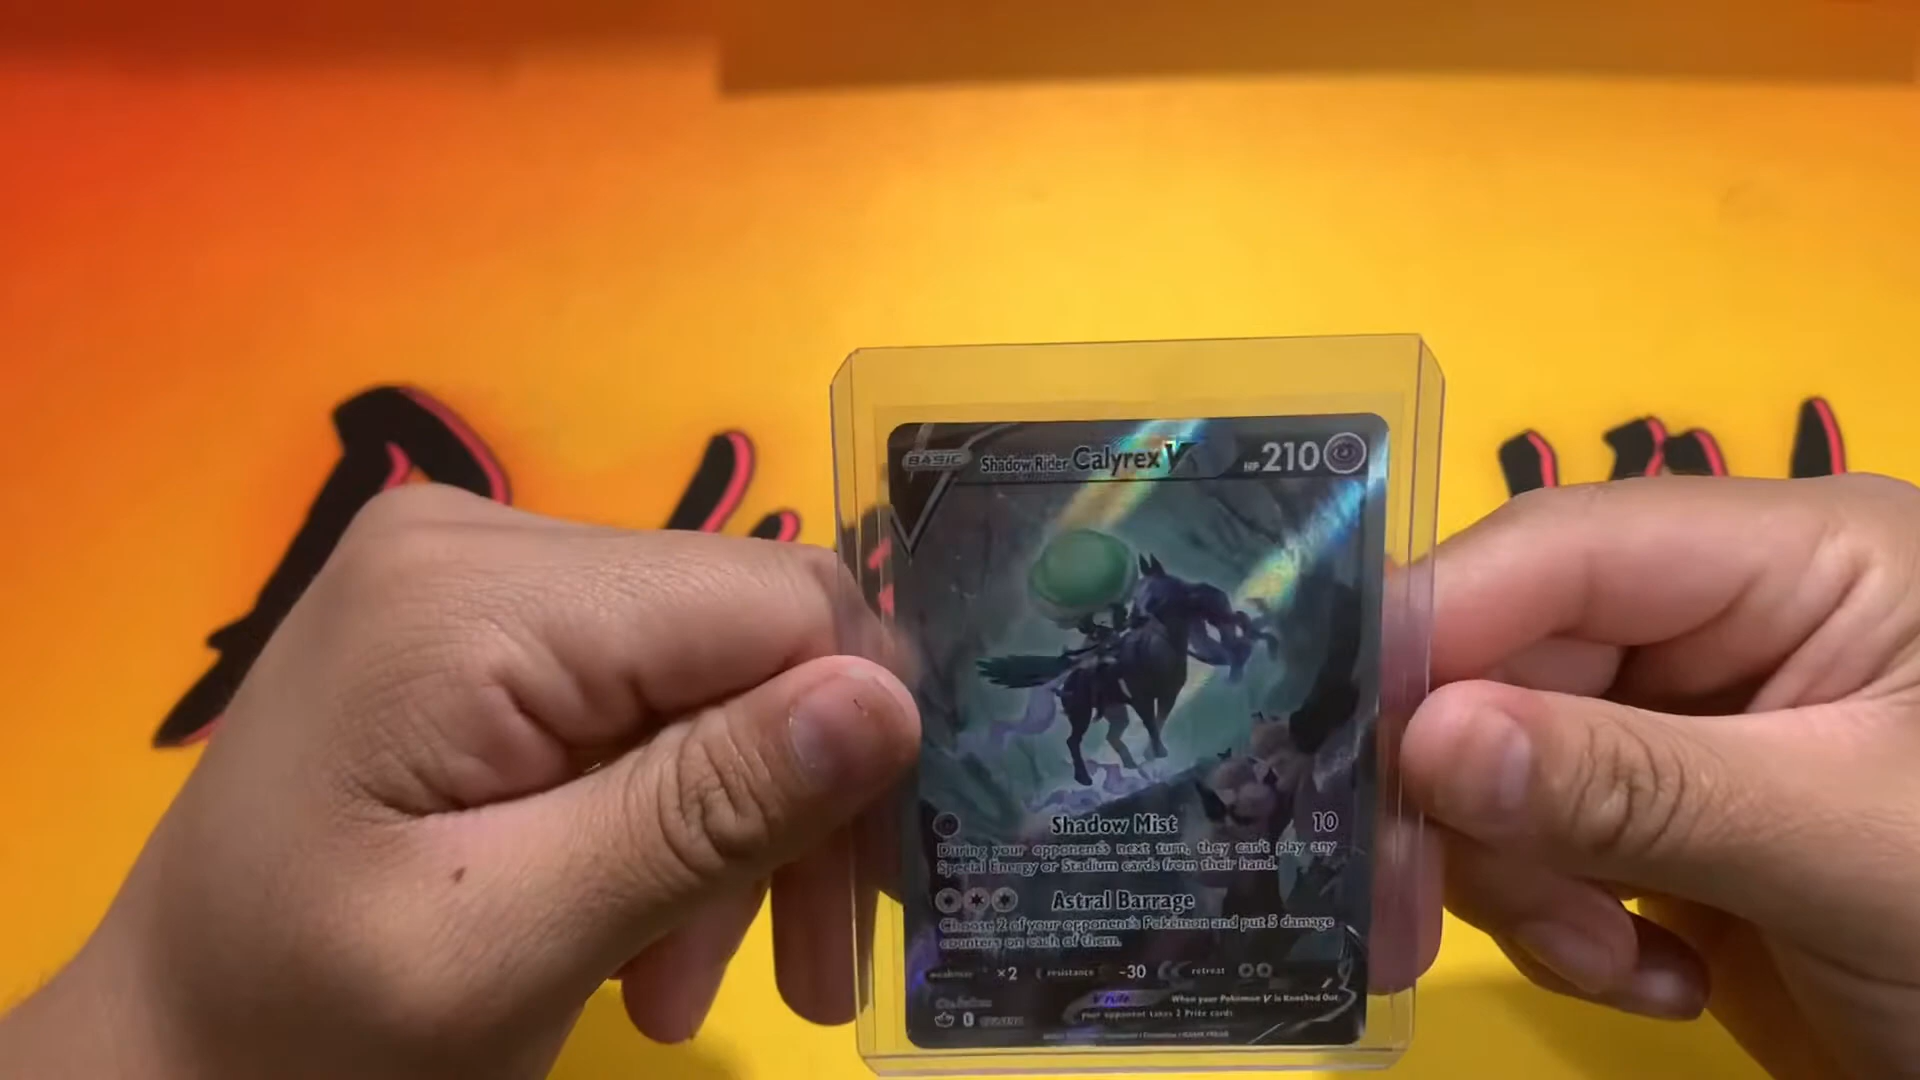 BASIC Shadow Rider Calyrex V HP 210
Shadow Mist 10
During your opponent's next turn, they can't play any
Special Energy or Stadium cards from their hand.
Astral Barrage
Choose 2 of your opponent's Pokémon and put 5 damage
counters on each of them.
weakness ×2 resistance -30 retreat
V rule When your Pokémon V is Knocked Out,
your opponent takes 2 Prize cards.